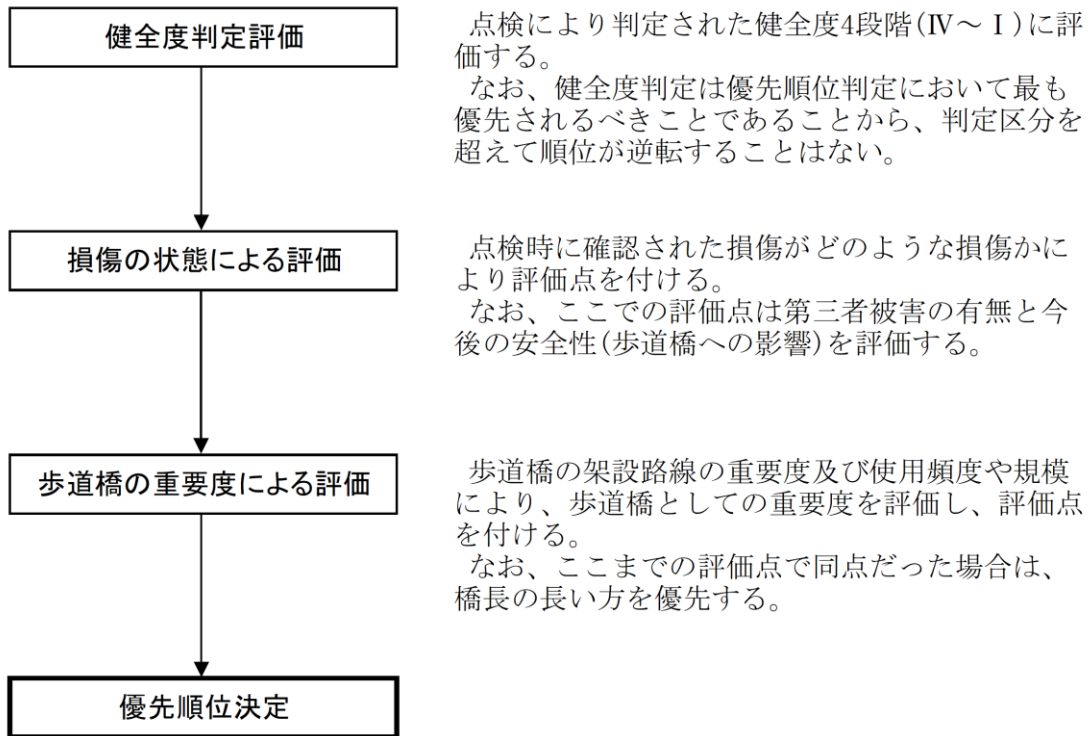 健全度判定評価
点検により判定された健全度4段階(Ⅳ～Ⅰ)に評
価する。
なお、健全度判定は優先順位判定において最も
優先されるべきことであることから、判定区分を
超えて順位が逆転することはない。
損傷の状態による評価
点検時に確認された損傷がどのような損傷かに
より評価点を付ける。
なお、ここでの評価点は第三者被害の有無と今
後の安全性(歩道橋への影響)を評価する。
歩道橋の重要度による評価
歩道橋の架設路線の重要度及び使用頻度や規模
により、歩道橋としての重要度を評価し、評価点
を付ける。
なお、ここまでの評価点で同点だった場合は、
橋長の長い方を優先する。
優先順位決定